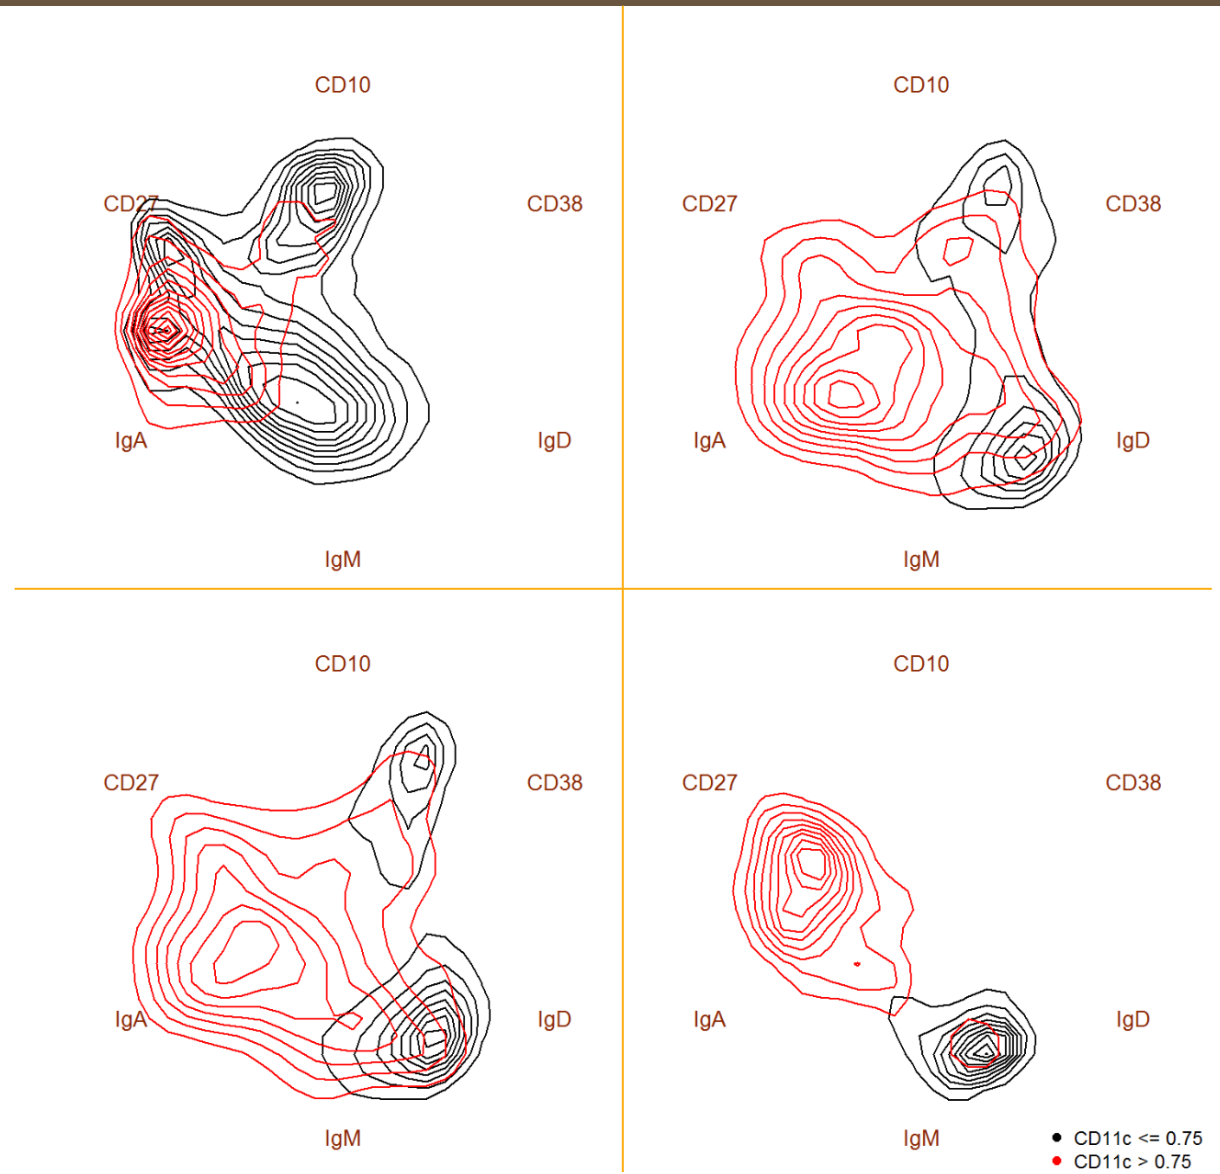 CD10 CD10
CD27 CD38 CD27 CD38
IgA IgD IgA IgD
IgM IgM
CD10 CD10
CD27 CD38 CD27 CD38
IgA IgD IgA IgD
IgM IgM
CD11c <= 0.75
CD11c > 0.75